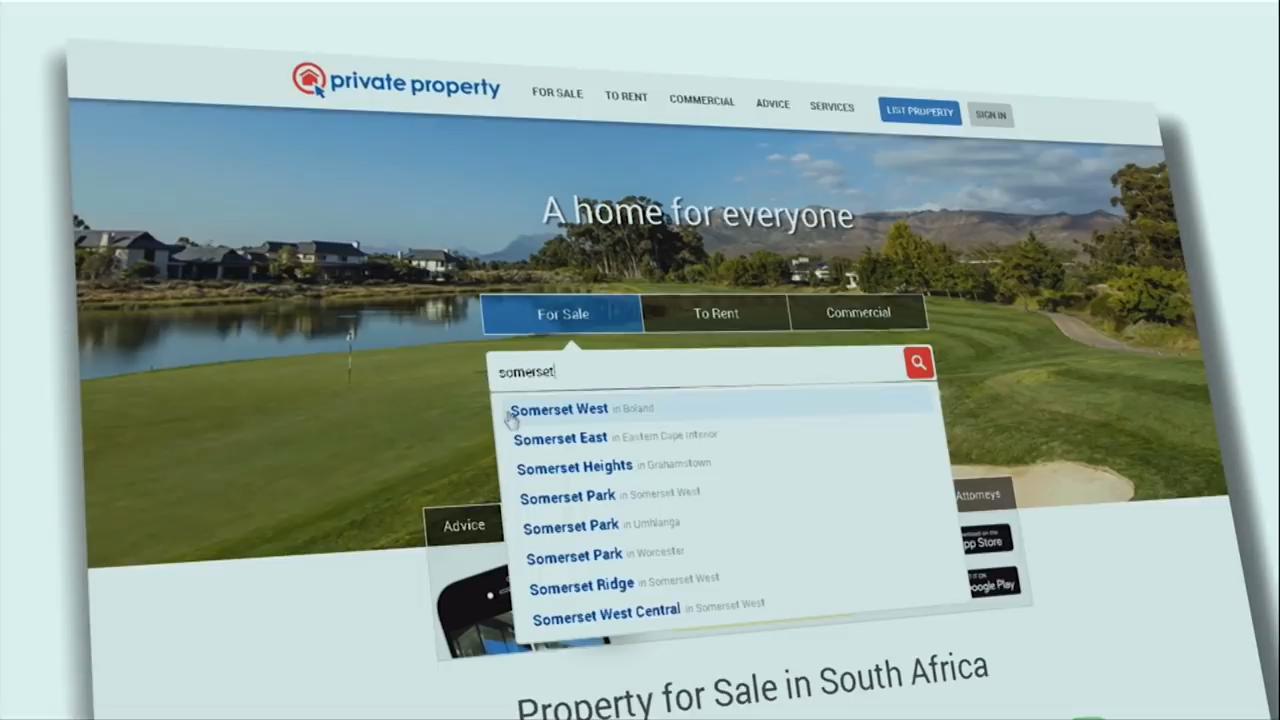 private property
FOR SALE TO RENT COMMERCIAL ADVICE SERVICES LIST PROPERTY SIGN IN
A home for everyone
For Sale To Rent Commercial
somerset
Somerset West in Boland
Somerset East in Eastern Cape Interior
Somerset Heights in Grahamstown
Somerset Park in Somerset West
Somerset Park in Umhlanga
Somerset Park in Worcester
Somerset Ridge in Somerset West
Somerset West Central in Somerset West
Advice
Attorneys
pp Store
oogle Play
Property for Sale in South Africa